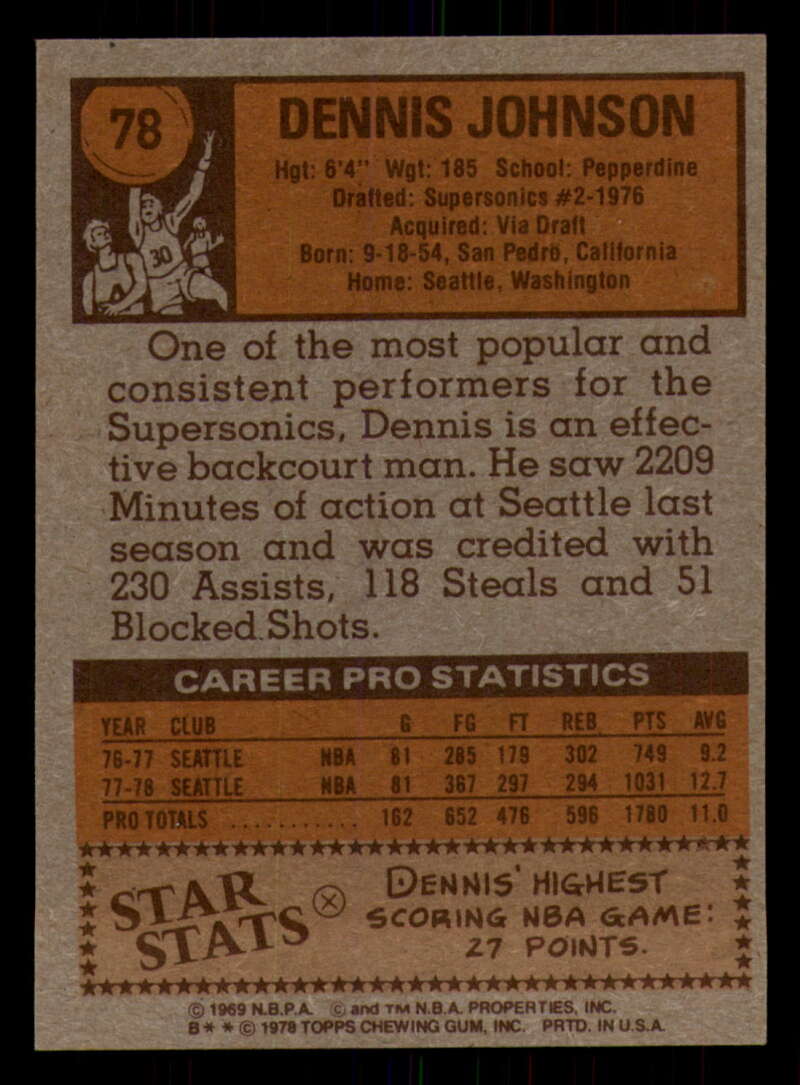 78
DENNIS JOHNSON
Hgt: 6'4" Wgt: 185 School: Pepperdine
Drafted: Supersonics #2-1976
Acquired: Via Draft
Born: 9-18-54, San Pedro, California
Home: Seattle, Washington
30
One of the most popular and
consistent performers for the
Supersonics, Dennis is an effec-
tive backcourt man. He saw 2209
Minutes of action at Seattle last
season and was credited with
230 Assists, 118 Steals and 51
Blocked Shots.
CAREER PRO STATISTICS
YEAR CLUB G FG FT REB PTS AVG
76-77 SEATTLE NBA 81 285 179 302 749 9.2
77-78 SEATTLE NBA 81 367 297 294 1031 12.7
PRO TOTALS ........... 162 652 476 596 1780 11.0
STAR
STATS
DENNIS' HIGHEST
SCORING NBA GAME:
27 POINTS.
© 1969 N.B.P.A. © and TM N.B.A. PROPERTIES, INC.
B* * © 1978 TOPPS CHEWING GUM, INC. PRTD. IN U.S.A.